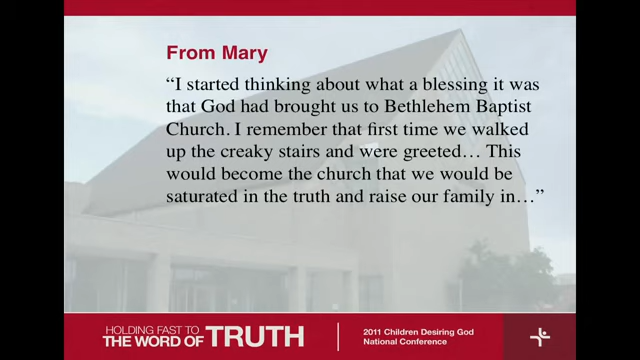 From Mary
“I started thinking about what a blessing it was
that God had brought us to Bethlehem Baptist
Church. I remember that first time we walked
up the creaky stairs and were greeted… This
would become the church that we would be
saturated in the truth and raise our family in…”
HOLDING FAST TO
THE WORD OF TRUTH
2011 Children Desiring God
National Conference